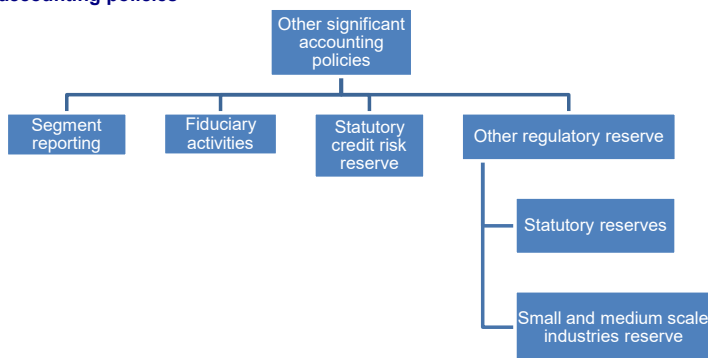 accounting policies
Other significant
accounting
policies
Segment
reporting
Fiduciary
activities
Statutory
credit risk
reserve
Other regulatory reserve
Statutory reserves
Small and medium scale
industries reserve